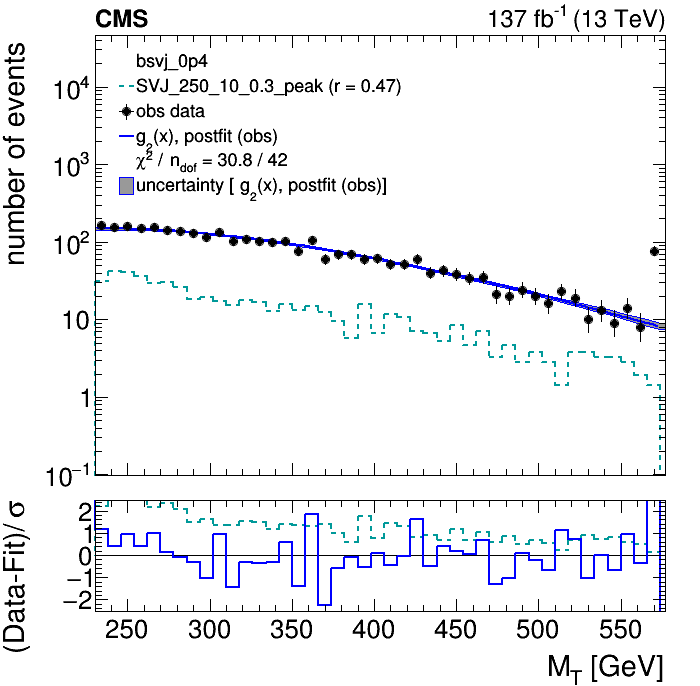 CMS 137 fb⁻¹ (13 TeV)
number of events
bsvj_0p4
SVJ_250_10_0.3_peak (r = 0.47)
obs data
g₂(x), postfit (obs)
χ² / n_dof = 30.8 / 42
uncertainty [ g₂(x), postfit (obs)]
10⁴
10³
10²
10
1
10⁻¹
(Data-Fit)/σ
2
1
0
−1
−2
250 300 350 400 450 500 550
M_T [GeV]